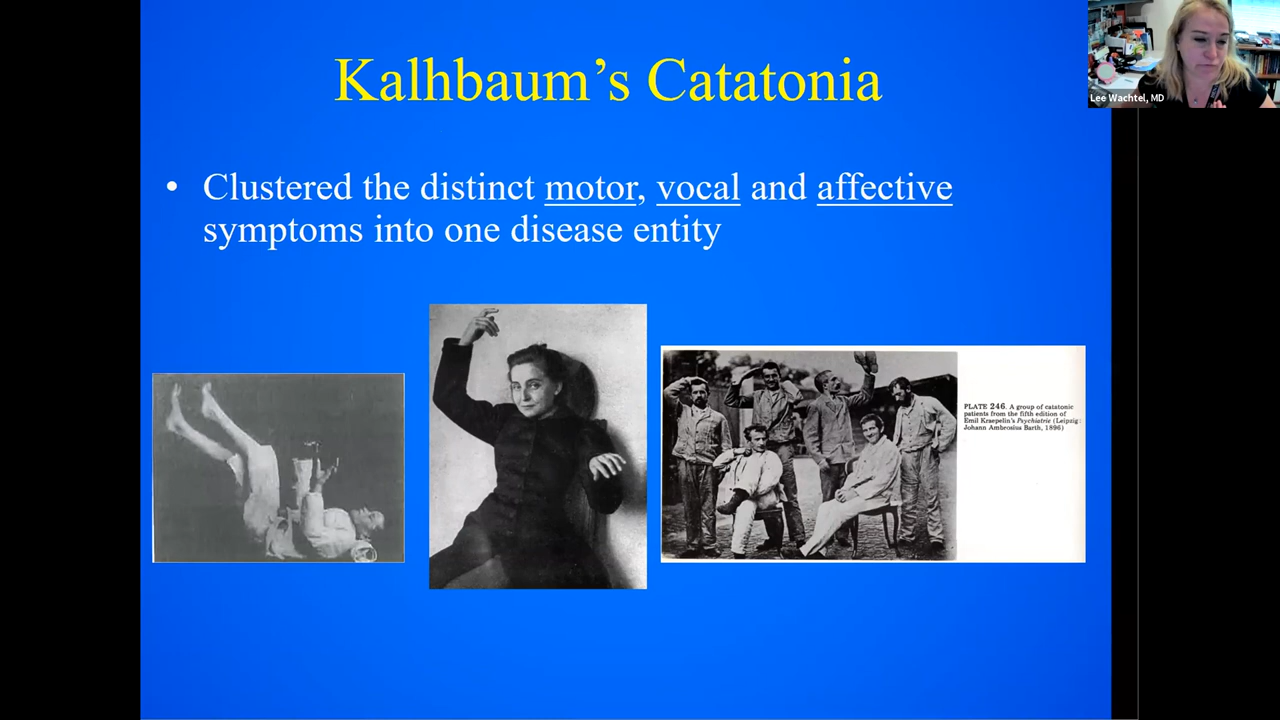 Kalhbaum's Catatonia
Lee Wachtel, MD
• Clustered the distinct motor, vocal and affective
symptoms into one disease entity
PLATE 246. A group of catatonic
patients from the fifth edition of
Emil Kraepelin's Psychiatrie (Leipzig:
Johann Ambrosius Barth, 1896)